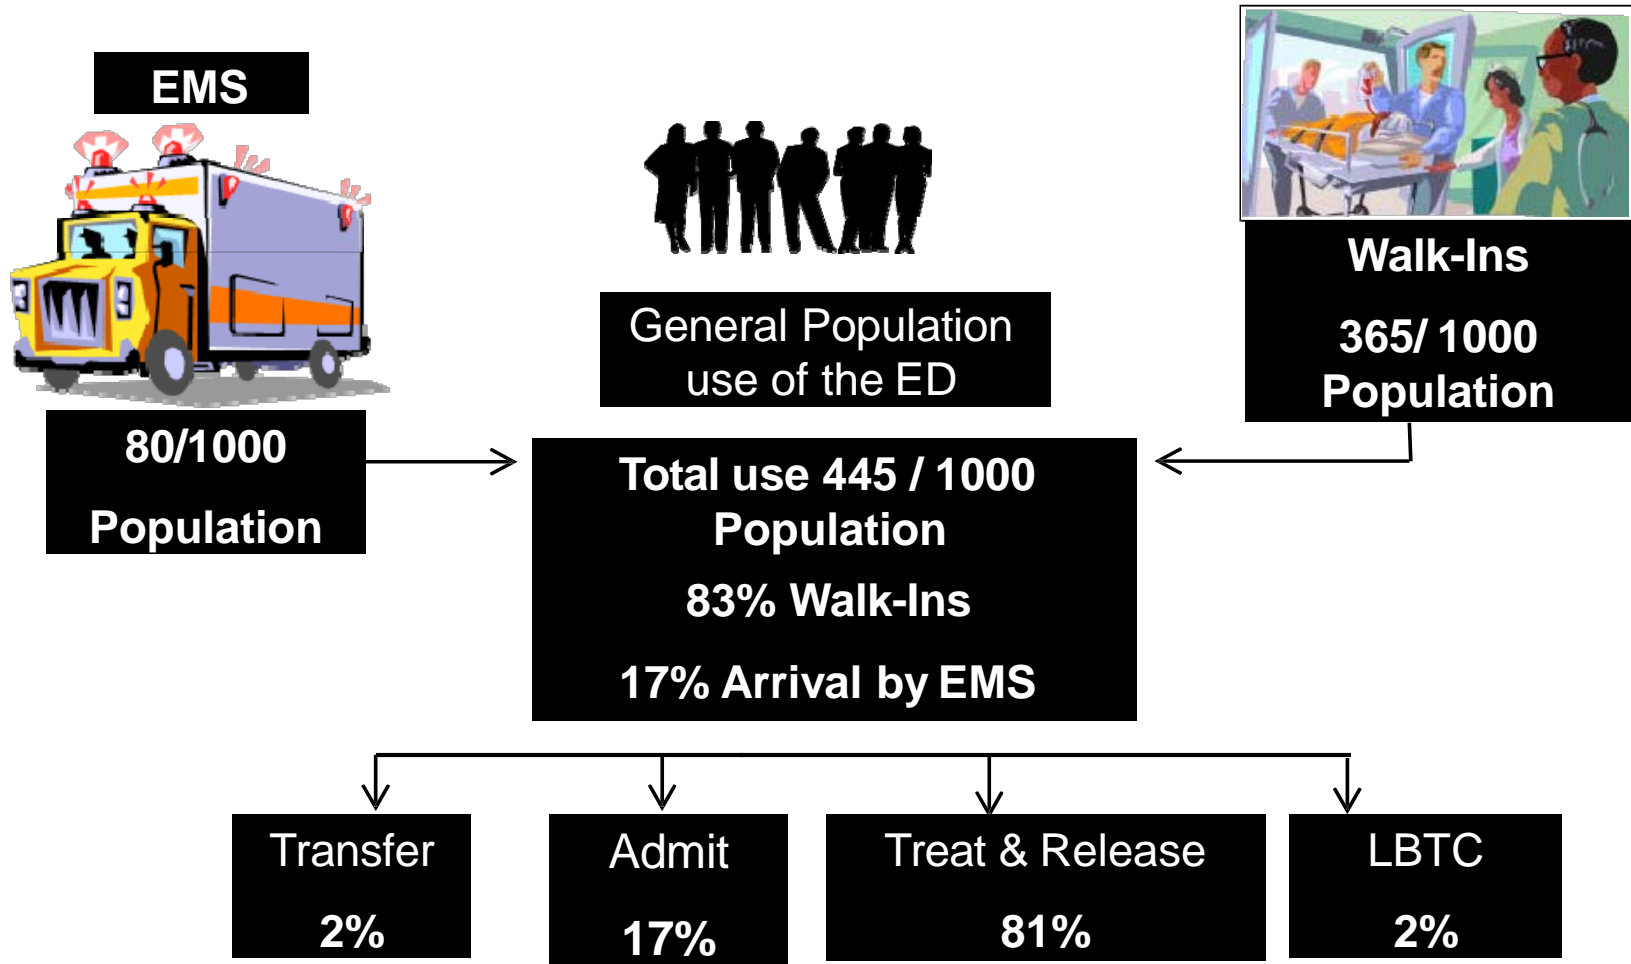 EMS
80/1000
Population
General Population
use of the ED
Total use 445 / 1000
Population
83% Walk-Ins
17% Arrival by EMS
Walk-Ins
365/ 1000
Population
Transfer
2%
Admit
17%
Treat & Release
81%
LBTC
2%